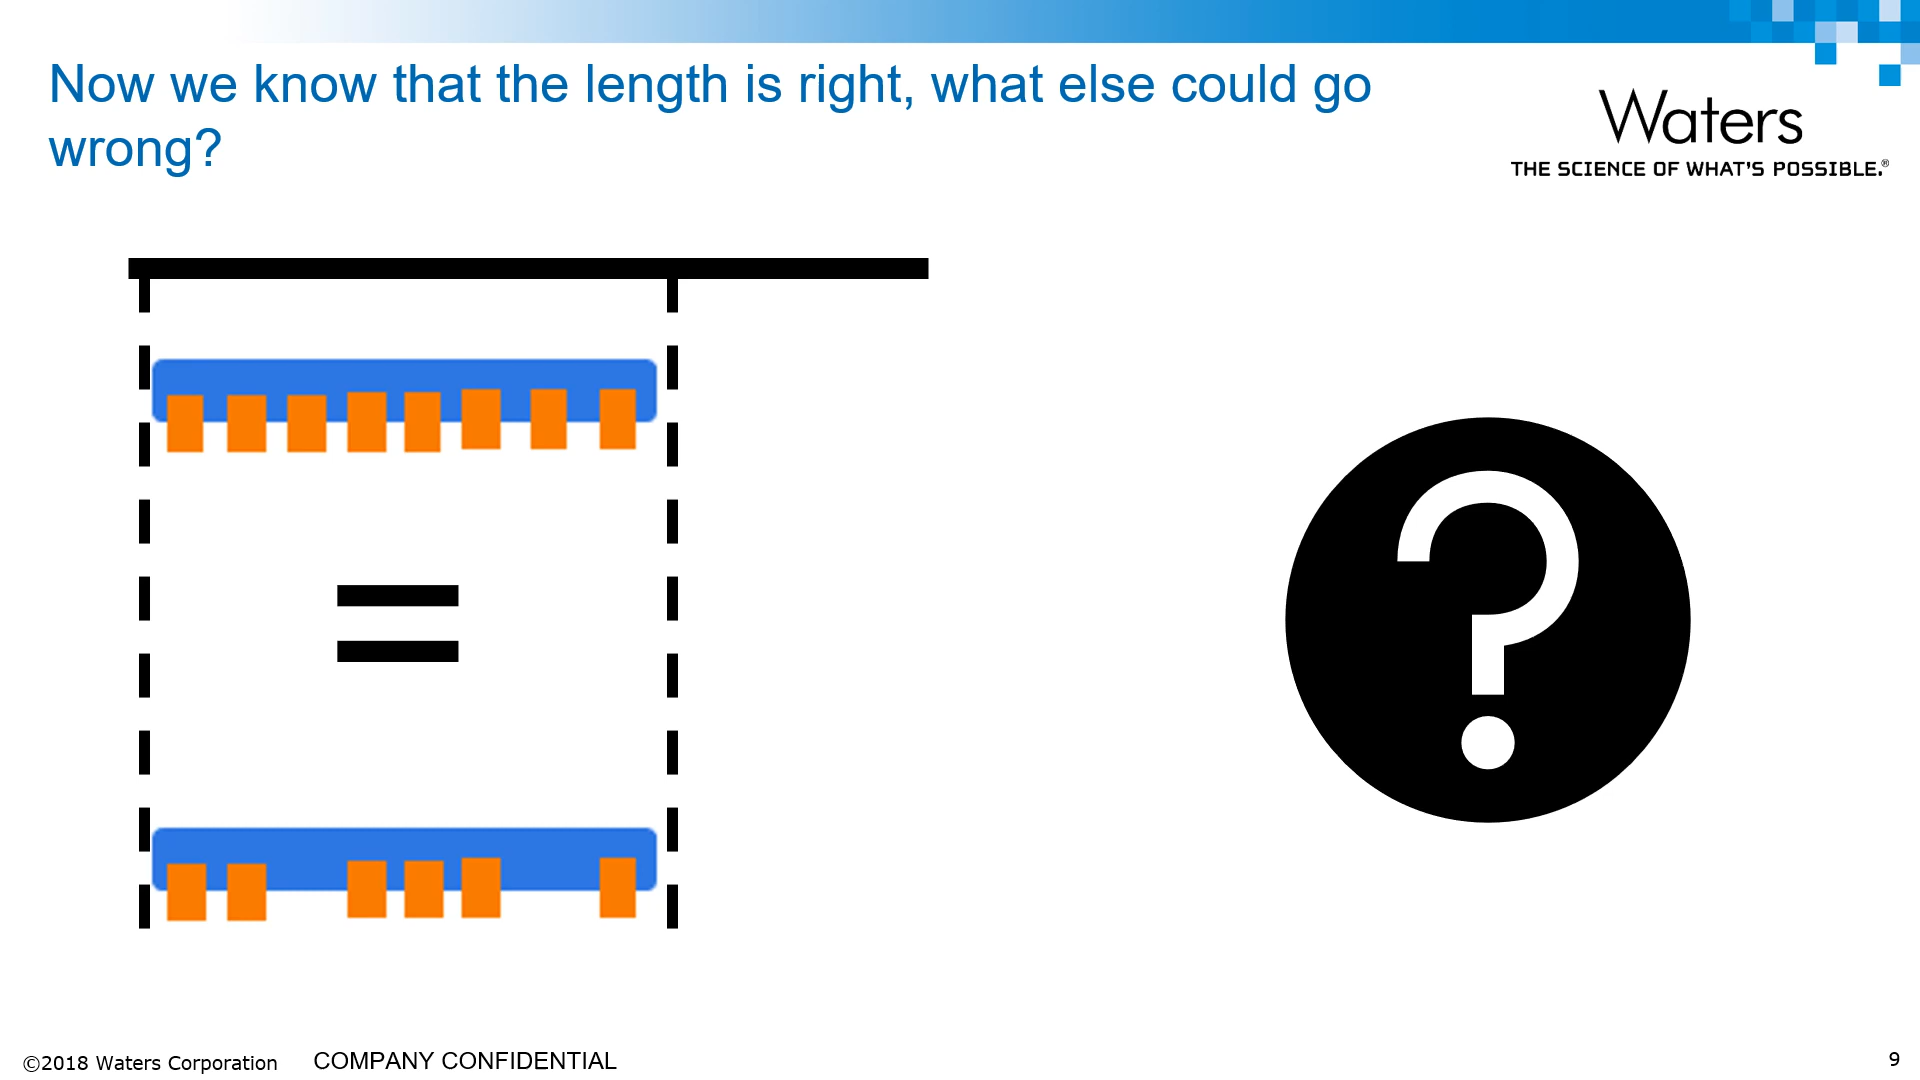 Now we know that the length is right, what else could go
wrong?
Waters
THE SCIENCE OF WHAT'S POSSIBLE.®
=
?
©2018 Waters Corporation COMPANY CONFIDENTIAL
9